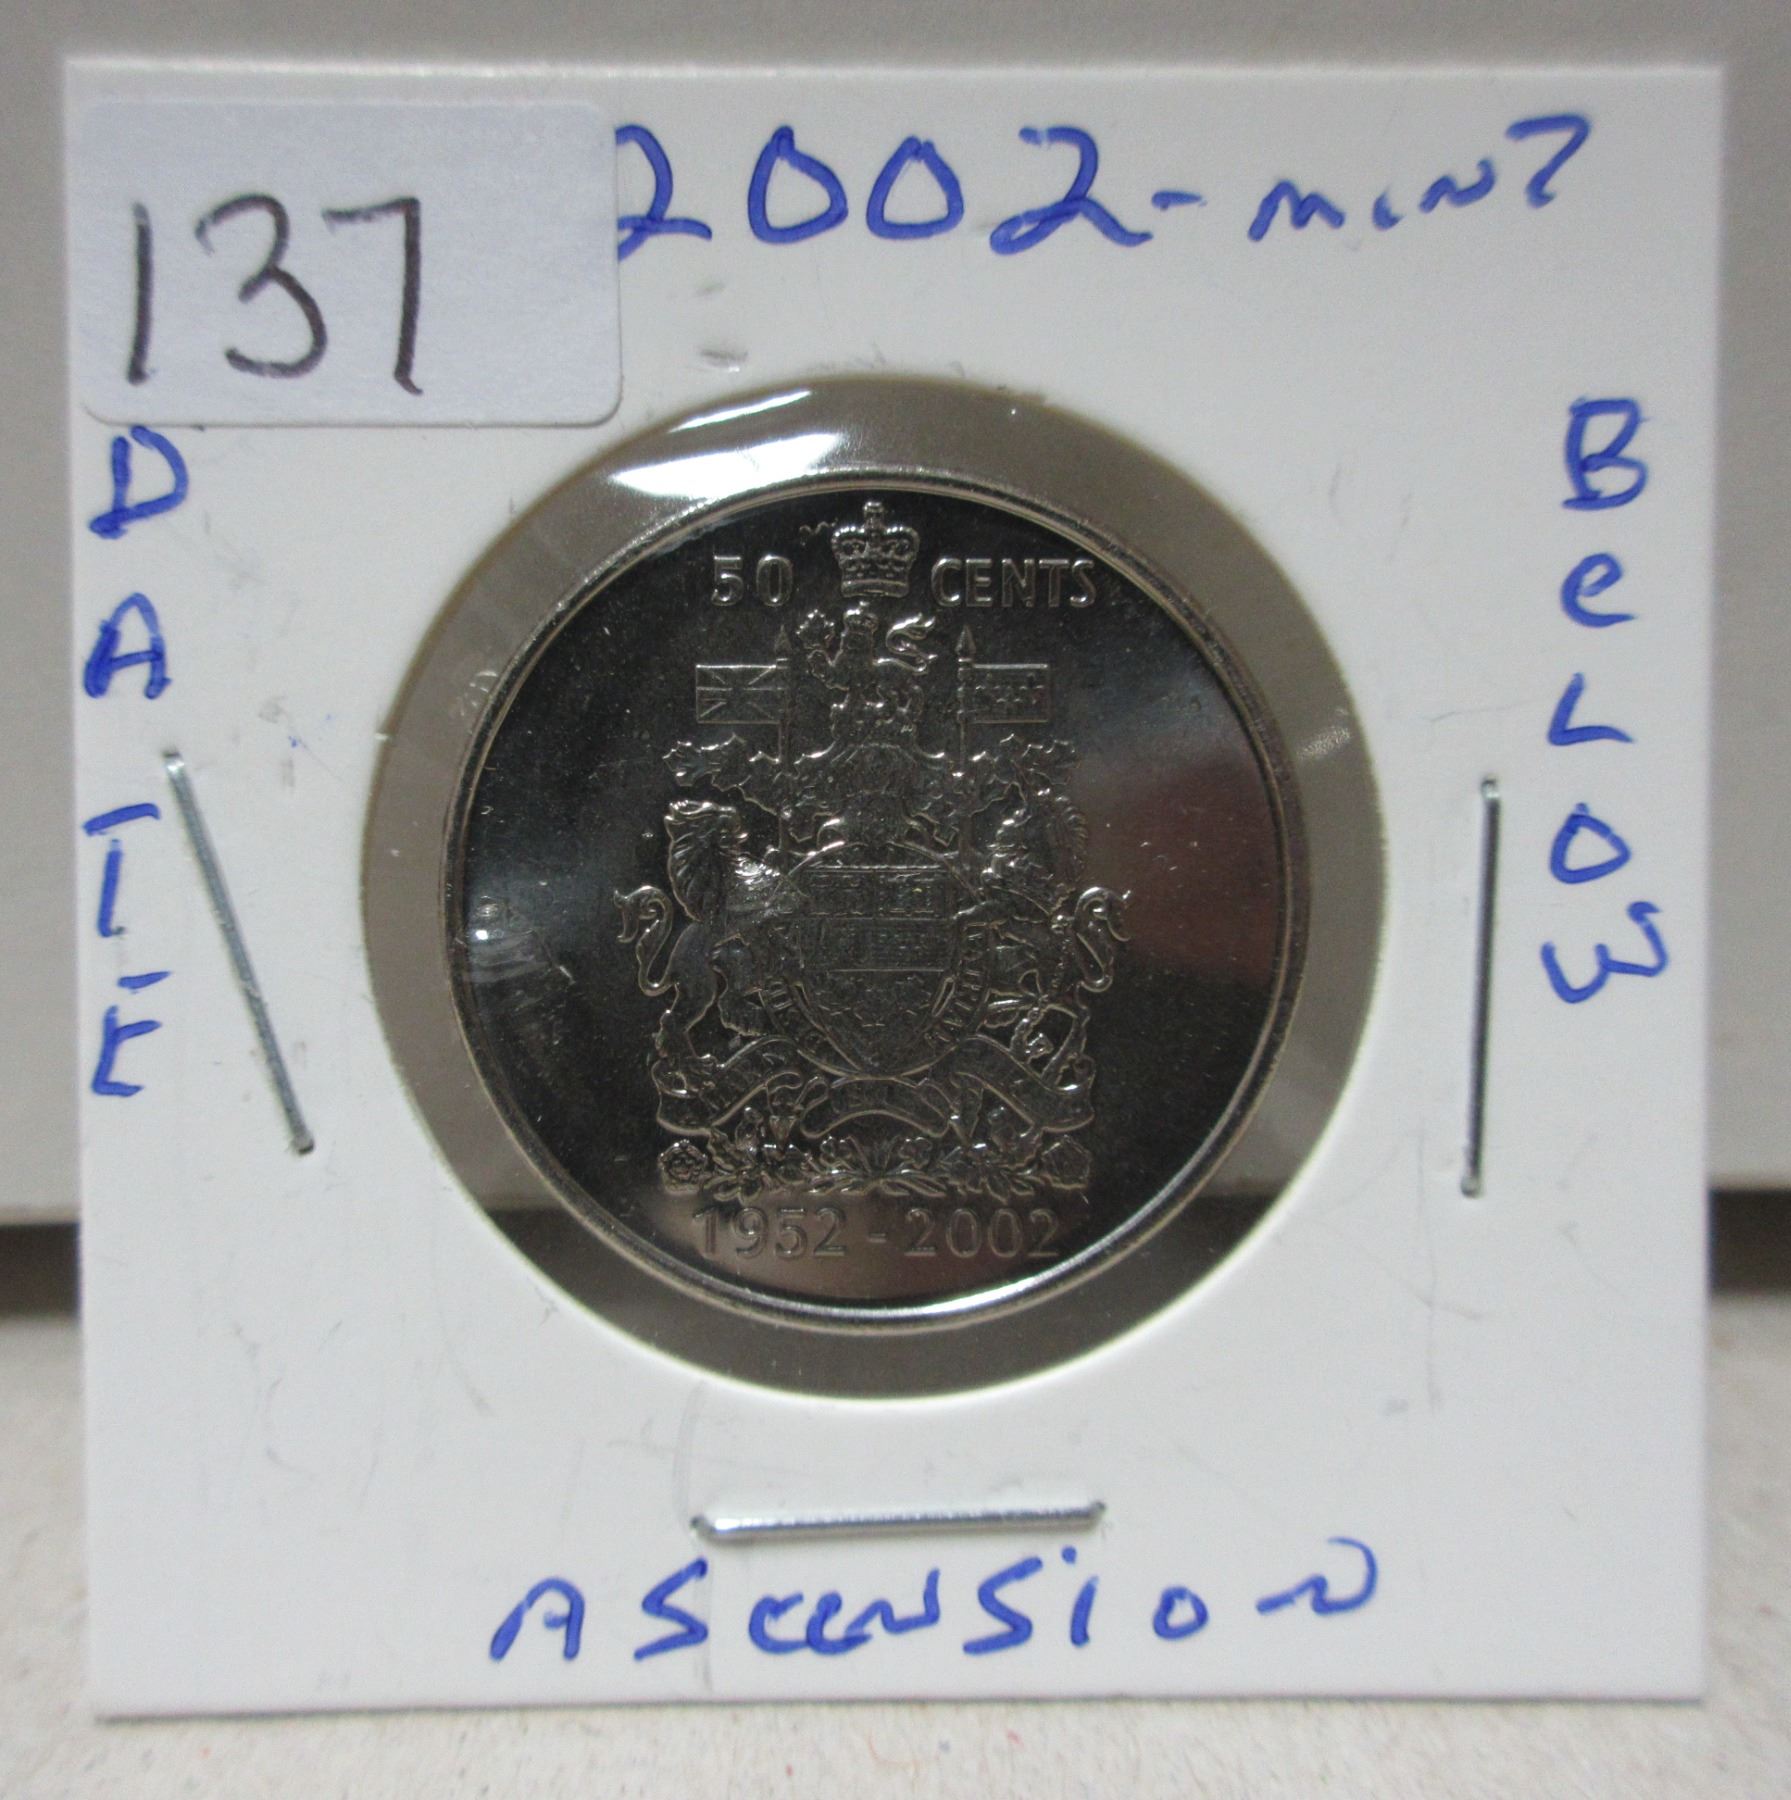 137
2002-MINT
DATE
BeLOW
50 CENTS
1952-2002
ASCENSiON